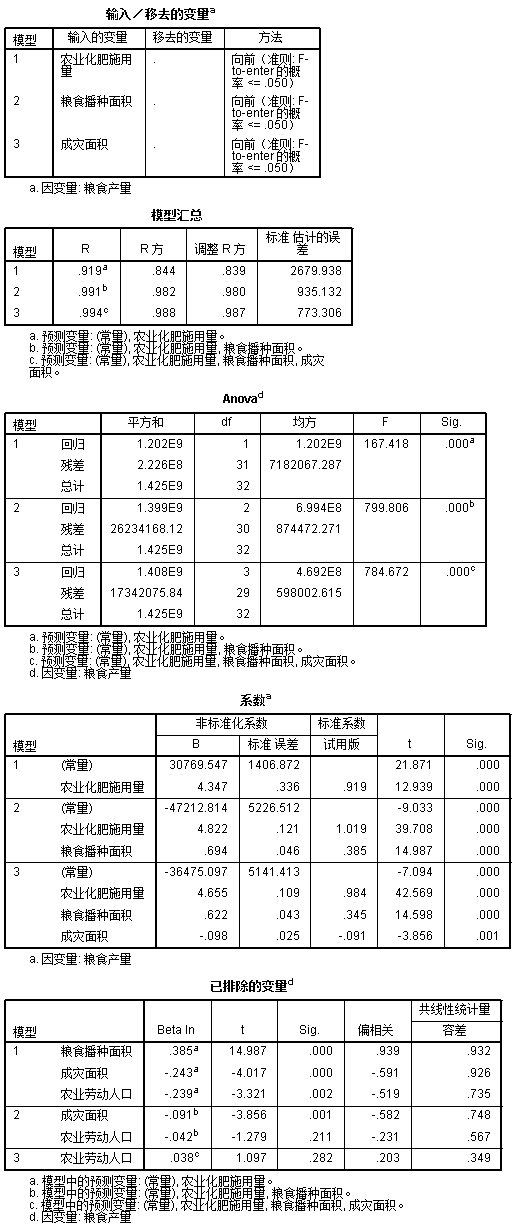 输入／移去的变量a
模型 输入的变量 移去的变量 方法
1 农业化肥施用量 . 向前（准则: F-to-enter 的概率 <= .050）
2 粮食播种面积 . 向前（准则: F-to-enter 的概率 <= .050）
3 成灾面积 . 向前（准则: F-to-enter 的概率 <= .050）
a. 因变量: 粮食产量
模型汇总
模型 R R 方 调整 R 方 标准 估计的误差
1 .919a .844 .839 2679.938
2 .991b .982 .980 935.132
3 .994c .988 .987 773.306
a. 预测变量: (常量), 农业化肥施用量。
b. 预测变量: (常量), 农业化肥施用量, 粮食播种面积。
c. 预测变量: (常量), 农业化肥施用量, 粮食播种面积, 成灾
面积。
Anovad
模型 平方和 df 均方 F Sig.
1 回归 1.202E9 1 1.202E9 167.418 .000a
残差 2.226E8 31 7182067.287
总计 1.425E9 32
2 回归 1.399E9 2 6.994E8 799.806 .000b
残差 26234168.12 30 874472.271
总计 1.425E9 32
3 回归 1.408E9 3 4.692E8 784.672 .000c
残差 17342075.84 29 598002.615
总计 1.425E9 32
a. 预测变量: (常量), 农业化肥施用量。
b. 预测变量: (常量), 农业化肥施用量, 粮食播种面积。
c. 预测变量: (常量), 农业化肥施用量, 粮食播种面积, 成灾面积。
d. 因变量: 粮食产量
系数a
非标准化系数 标准系数
模型 B 标准 误差 试用版 t Sig.
1 (常量) 30769.547 1406.872 21.871 .000
农业化肥施用量 4.347 .336 .919 12.939 .000
2 (常量) -47212.814 5226.512 -9.033 .000
农业化肥施用量 4.822 .121 1.019 39.708 .000
粮食播种面积 .694 .046 .385 14.987 .000
3 (常量) -36475.097 5141.413 -7.094 .000
农业化肥施用量 4.655 .109 .984 42.569 .000
粮食播种面积 .622 .043 .345 14.598 .000
成灾面积 -.098 .025 -.091 -3.856 .001
a. 因变量: 粮食产量
已排除的变量d
共线性统计量
模型 Beta In t Sig. 偏相关 容差
1 粮食播种面积 .385a 14.987 .000 .939 .932
成灾面积 -.243a -4.017 .000 -.591 .926
农业劳动人口 -.239a -3.321 .002 -.519 .735
2 成灾面积 -.091b -3.856 .001 -.582 .748
农业劳动人口 -.042b -1.279 .211 -.231 .567
3 农业劳动人口 .038c 1.097 .282 .203 .349
a. 模型中的预测变量: (常量), 农业化肥施用量。
b. 模型中的预测变量: (常量), 农业化肥施用量, 粮食播种面积。
c. 模型中的预测变量: (常量), 农业化肥施用量, 粮食播种面积, 成灾面积。
d. 因变量: 粮食产量